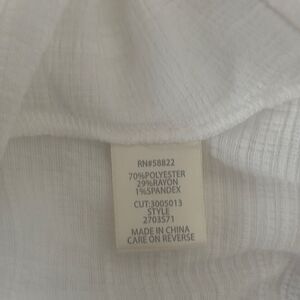 RN#58822
70%POLYESTER
29%RAYON
1%SPANDEX
CUT:3005013
STYLE
2703571
MADE IN CHINA
CARE ON REVERSE